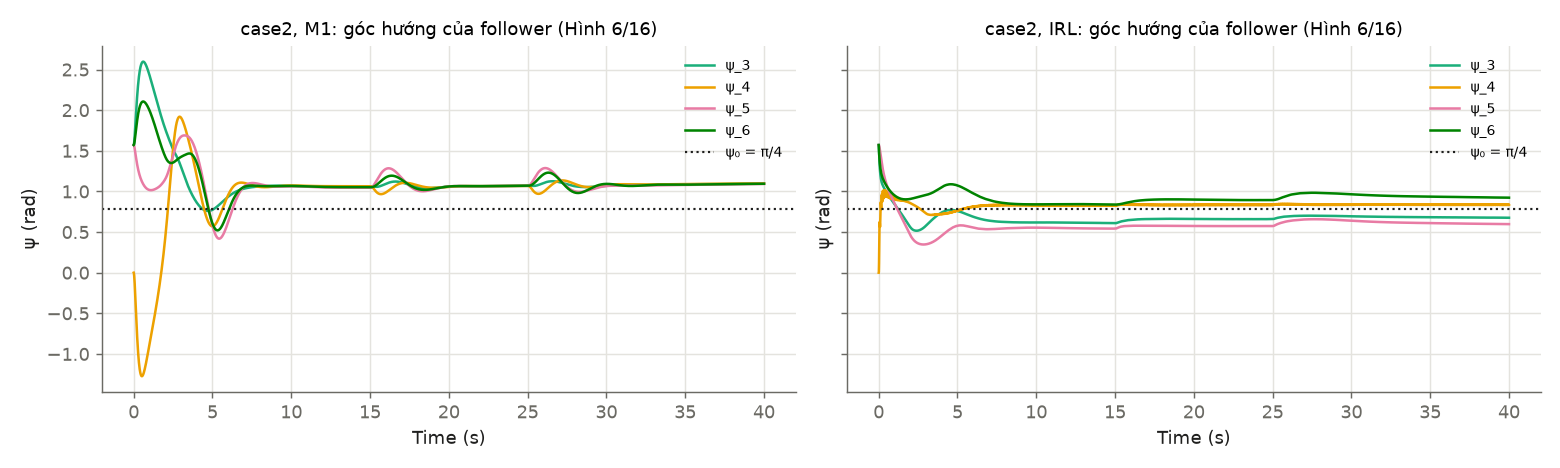 case2, M1: góc hướng của follower (Hình 6/16)
ψ (rad)
2.5
2.0
1.5
1.0
0.5
0.0
−0.5
−1.0
ψ_3
ψ_4
ψ_5
ψ_6
ψ₀ = π/4
0 5 10 15 20 25 30 35 40
Time (s)
case2, IRL: góc hướng của follower (Hình 6/16)
ψ (rad)
ψ_3
ψ_4
ψ_5
ψ_6
ψ₀ = π/4
0 5 10 15 20 25 30 35 40
Time (s)